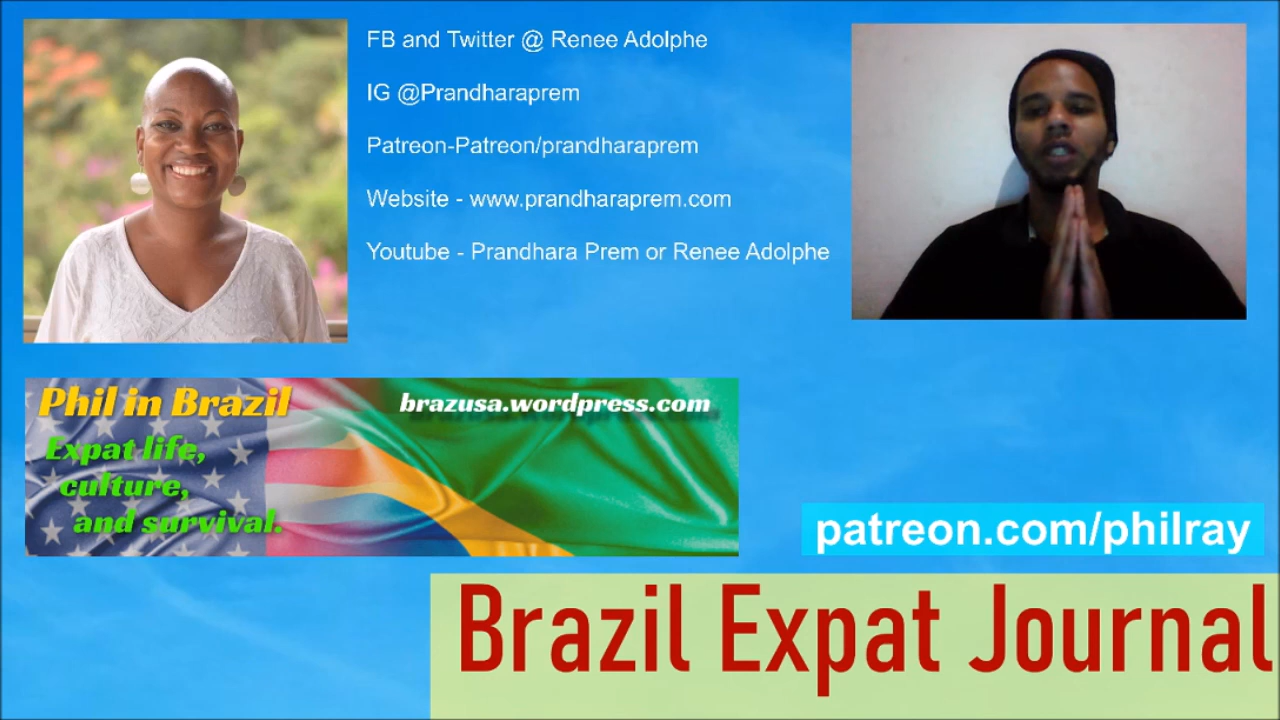 FB and Twitter @ Renee Adolphe
IG @Prandharaprem
Patreon-Patreon/prandharaprem
Website - www.prandharaprem.com
Youtube - Prandhara Prem or Renee Adolphe
Phil in Brazil
brazusa.wordpress.com
Expat life,
culture,
and survival.
patreon.com/philray
Brazil Expat Journal